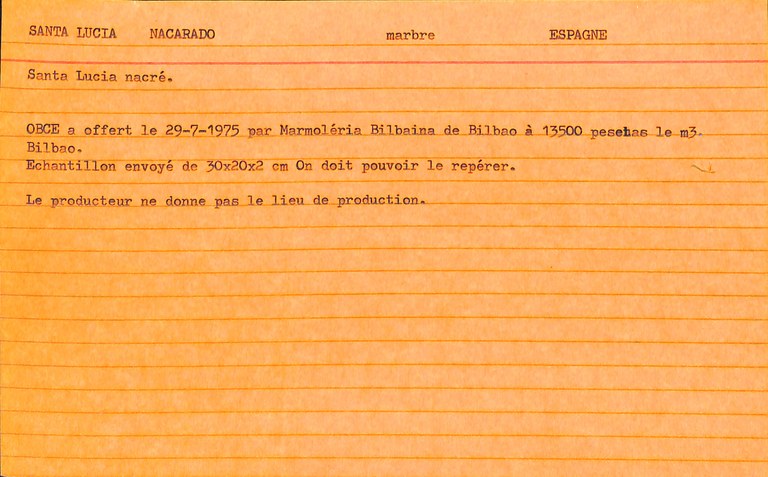 SANTA LUCIA NACARADO marbre ESPAGNE
Santa Lucia nacré.
OBCE a offert le 29-7-1975 par Marmoléria Bilbaina de Bilbao à 13500 pesehas le m3.
Bilbao.
Echantillon envoyé de 30x20x2 cm On doit pouvoir le repérer.
Le producteur ne donne pas le lieu de production.